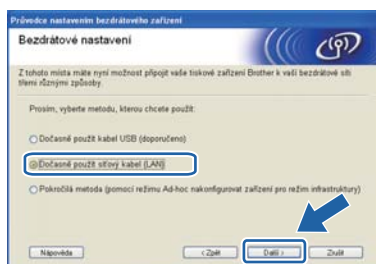 Průvodce nastavením bezdrátového zařízení
Bezdrátové nastavení
Z tohoto místa máte nyní možnost připojit vaše tiskové zařízení Brother k vaší bezdrátové síti
třemi různými způsoby.
Prosím, vyberte metodu, kterou chcete použít:
Dočasně použít kabel USB (doporučeno)
Dočasně použít síťový kabel (LAN)
Pokročilá metoda (pomocí režimu Ad-hoc nakonfigurovat zařízení pro režim infrastruktury)
Nápověda
< Zpět
Další >
Zrušit